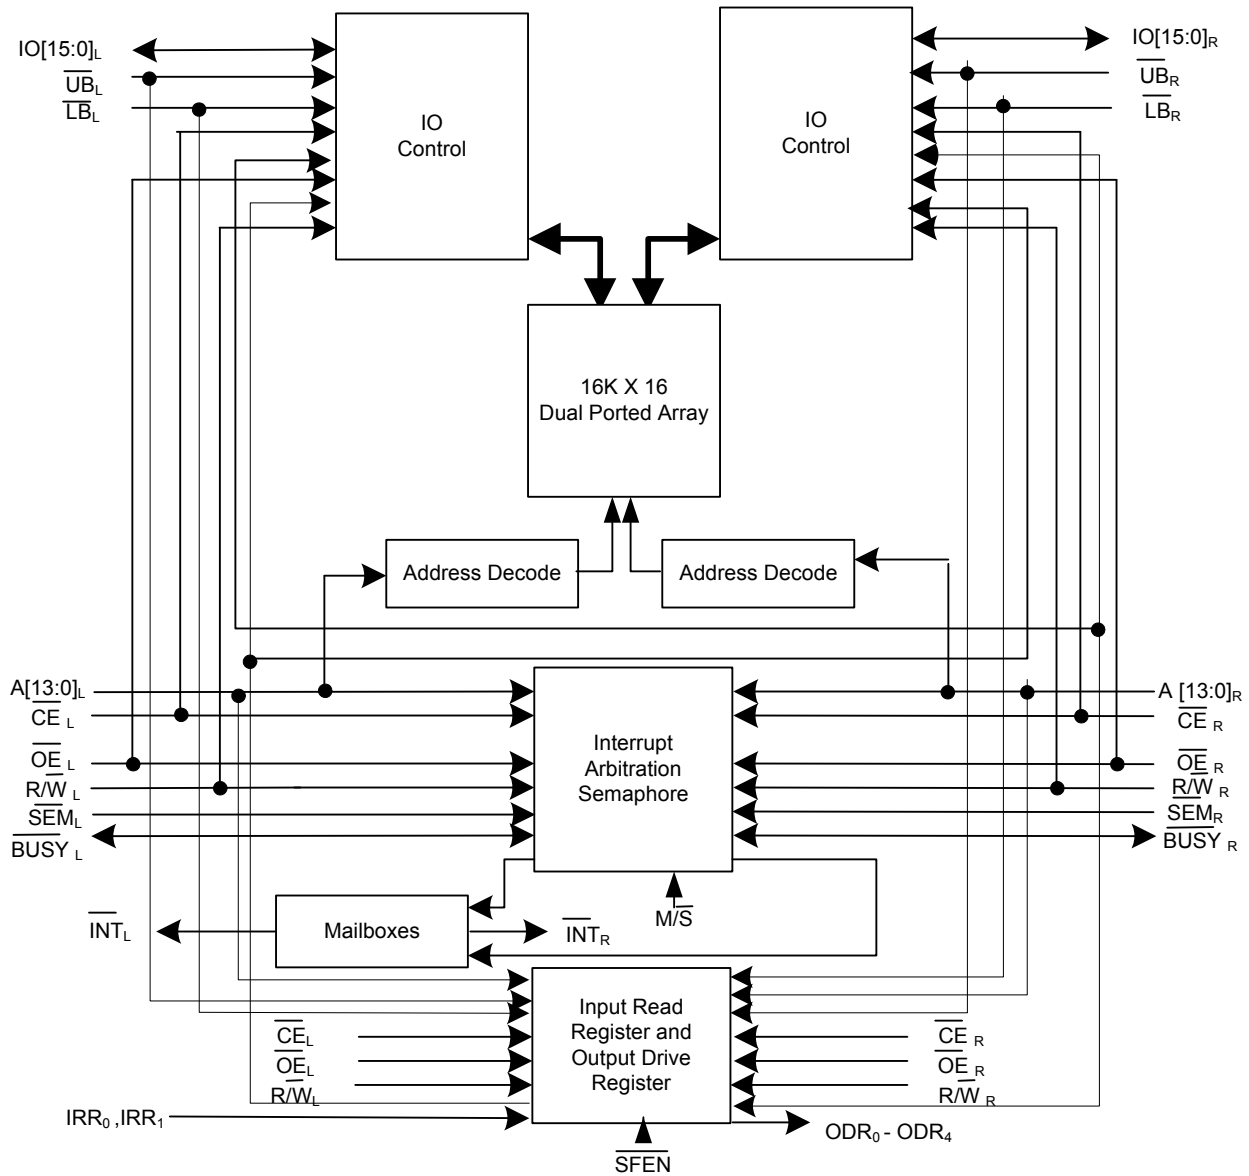 IO[15:0]L
IO[15:0]R
UBL
UBR
LBL
LBR
IO
Control
IO
Control
16K X 16
Dual Ported Array
Address Decode
Address Decode
A[13:0]L
A [13:0]R
CE L
CE R
OE L
OE R
R/W L
R/W R
SEML
SEMR
BUSY L
BUSY R
Interrupt
Arbitration
Semaphore
M/S
INTL
Mailboxes
INTR
Input Read
Register and
Output Drive
Register
CEL
CE R
OEL
OE R
R/WL
R/W R
IRR0 ,IRR1
ODR0 - ODR4
SFEN